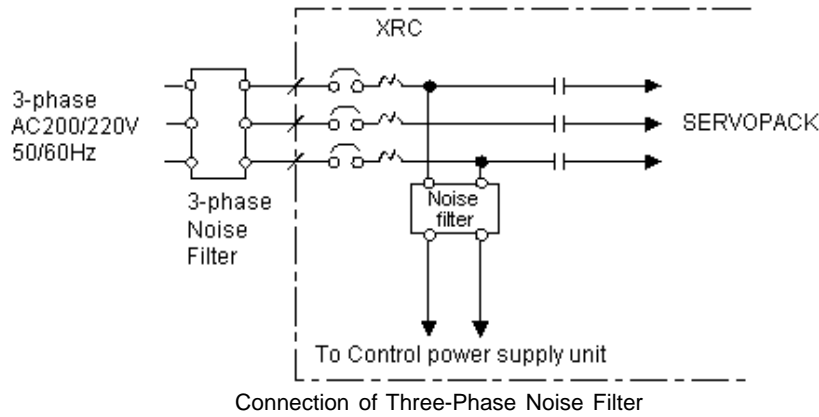 XRC
3-phase
AC200/220V
50/60Hz
SERVOPACK
3-phase
Noise
Filter
Noise
filter
To Control power supply unit
Connection of Three-Phase Noise Filter